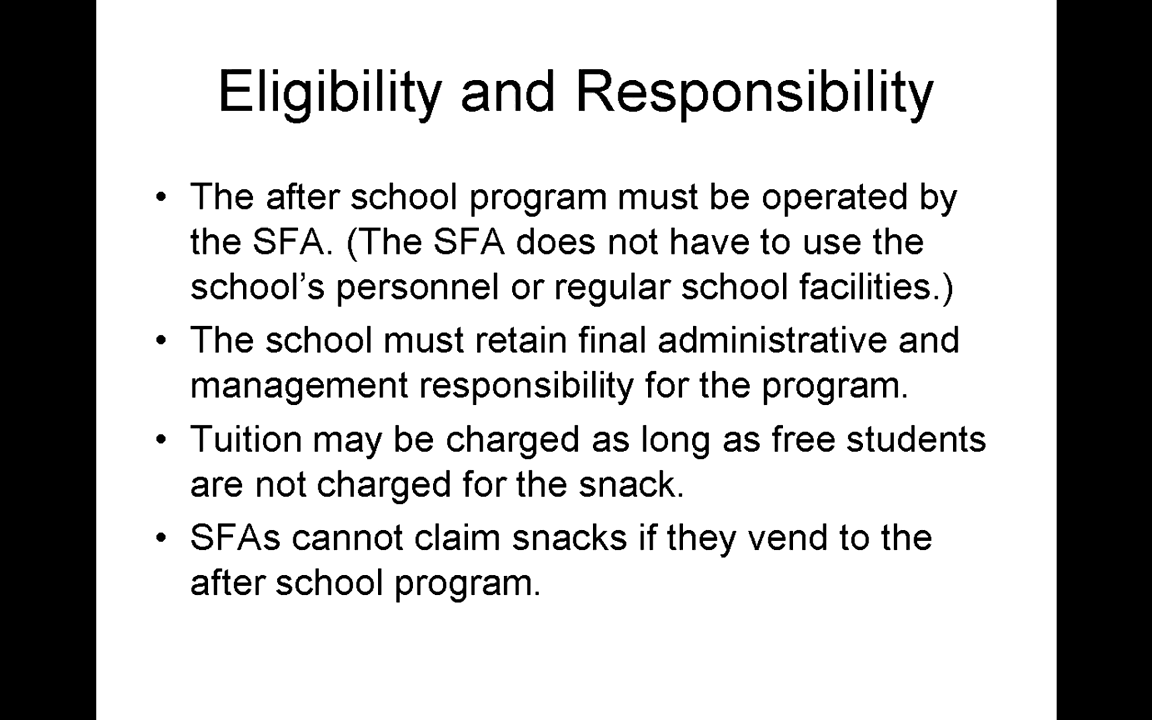 Eligibility and Responsibility
• The after school program must be operated by
the SFA. (The SFA does not have to use the
school's personnel or regular school facilities.)
• The school must retain final administrative and
management responsibility for the program.
• Tuition may be charged as long as free students
are not charged for the snack.
• SFAs cannot claim snacks if they vend to the
after school program.